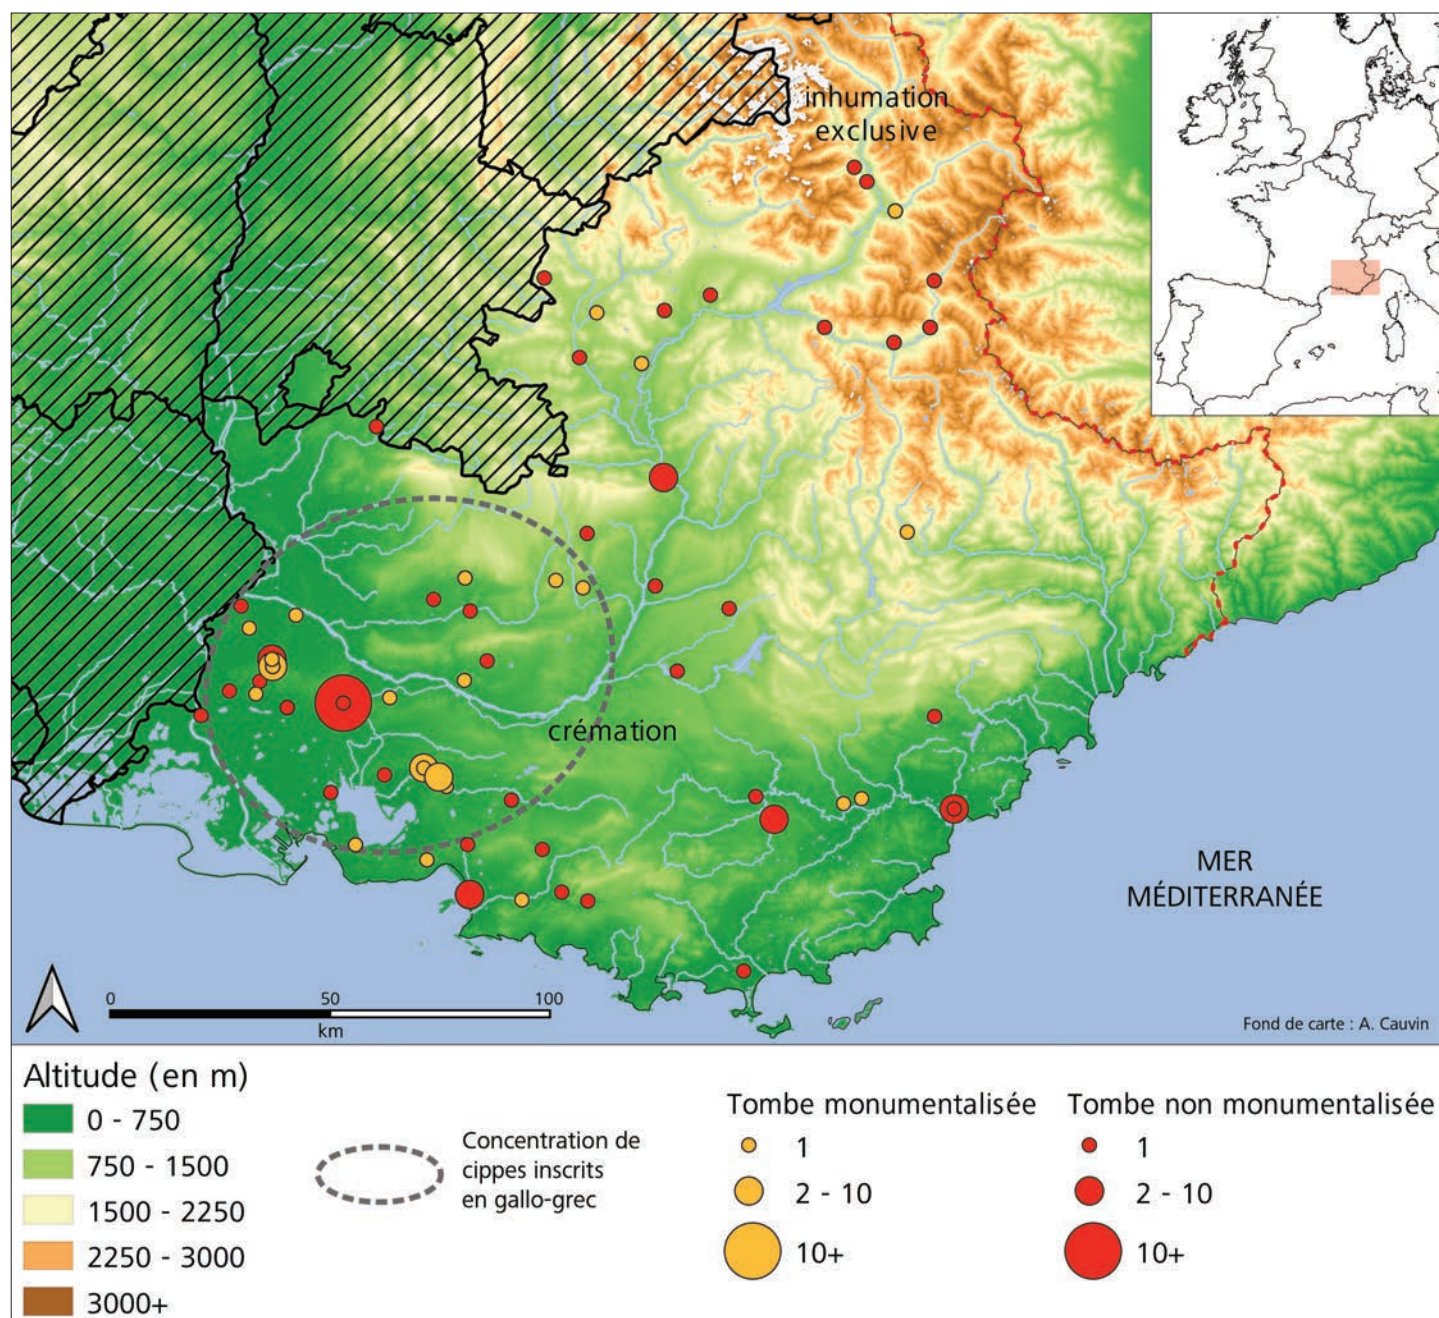 inhumation
exclusive
crémation
MER
MÉDITERRANÉE
0
50
100
km
Fond de carte : A. Cauvin
Altitude (en m)
0 - 750
750 - 1500
1500 - 2250
2250 - 3000
3000+
Concentration de
cippes inscrits
en gallo-grec
Tombe monumentalisée
1
2 - 10
10+
Tombe non monumentalisée
1
2 - 10
10+